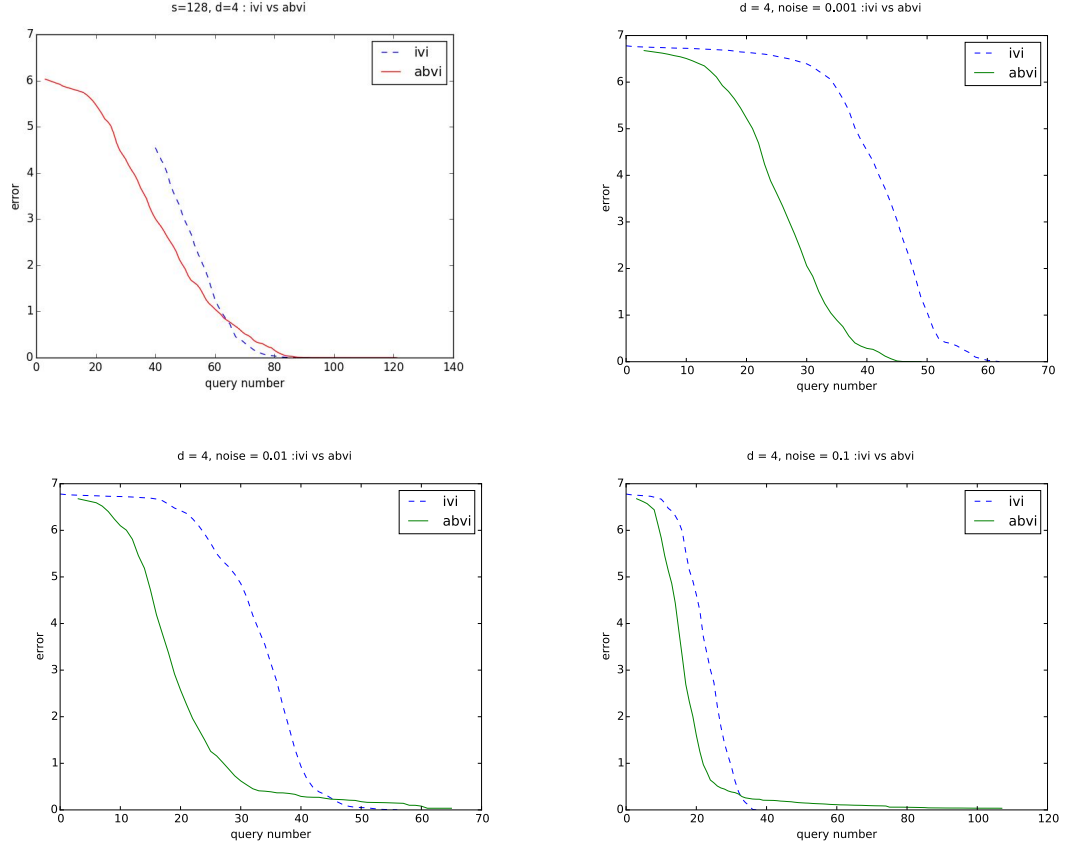 s=128, d=4 : ivi vs abvi
7
6
5
4
3
2
1
0
error
ivi
abvi
0 20 40 60 80 100 120 140
query number
d = 4, noise = 0.001 :ivi vs abvi
7
6
5
4
3
2
1
0
error
ivi
abvi
0 10 20 30 40 50 60 70
query number
d = 4, noise = 0.01 :ivi vs abvi
7
6
5
4
3
2
1
0
error
ivi
abvi
0 10 20 30 40 50 60 70
query number
d = 4, noise = 0.1 :ivi vs abvi
7
6
5
4
3
2
1
0
error
ivi
abvi
0 20 40 60 80 100 120
query number